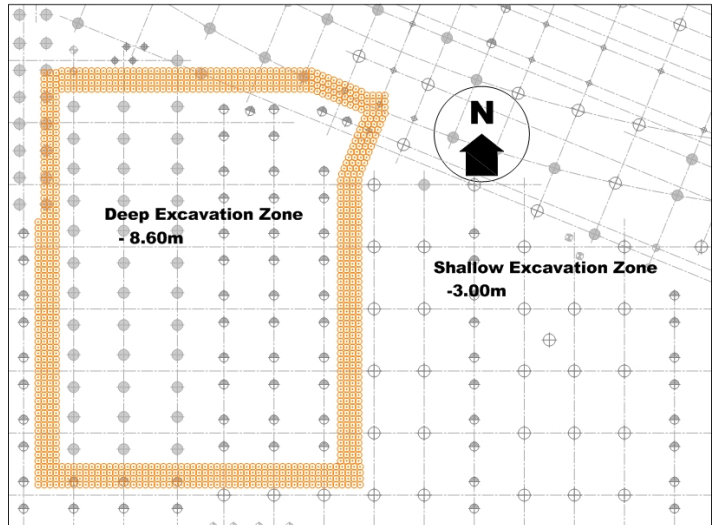 N
Deep Excavation Zone
- 8.60m
Shallow Excavation Zone
-3.00m